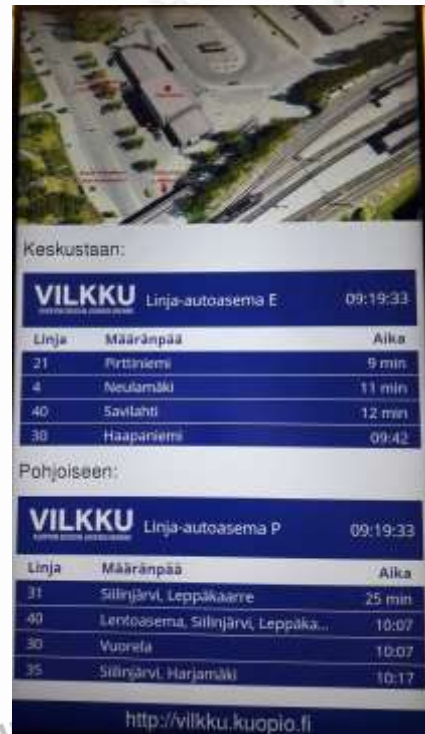 Keskustaan:
VILKKU Linja-autoasema E 09:19:33
Linja Määränpää Aika
21 Pirttiniemi 9 min
4 Neulamäki 11 min
40 Savilahti 12 min
30 Haapaniemi 09:42
Pohjoiseen:
VILKKU Linja-autoasema P 09:19:33
Linja Määränpää Aika
31 Siilinjärvi, Leppäkaarre 25 min
40 Lentoasema, Siilinjärvi, Leppäka... 10:07
30 Vuorela 10:07
35 Siilinjärvi, Harjamäki 10:17
http://vilkku.kuopio.fi